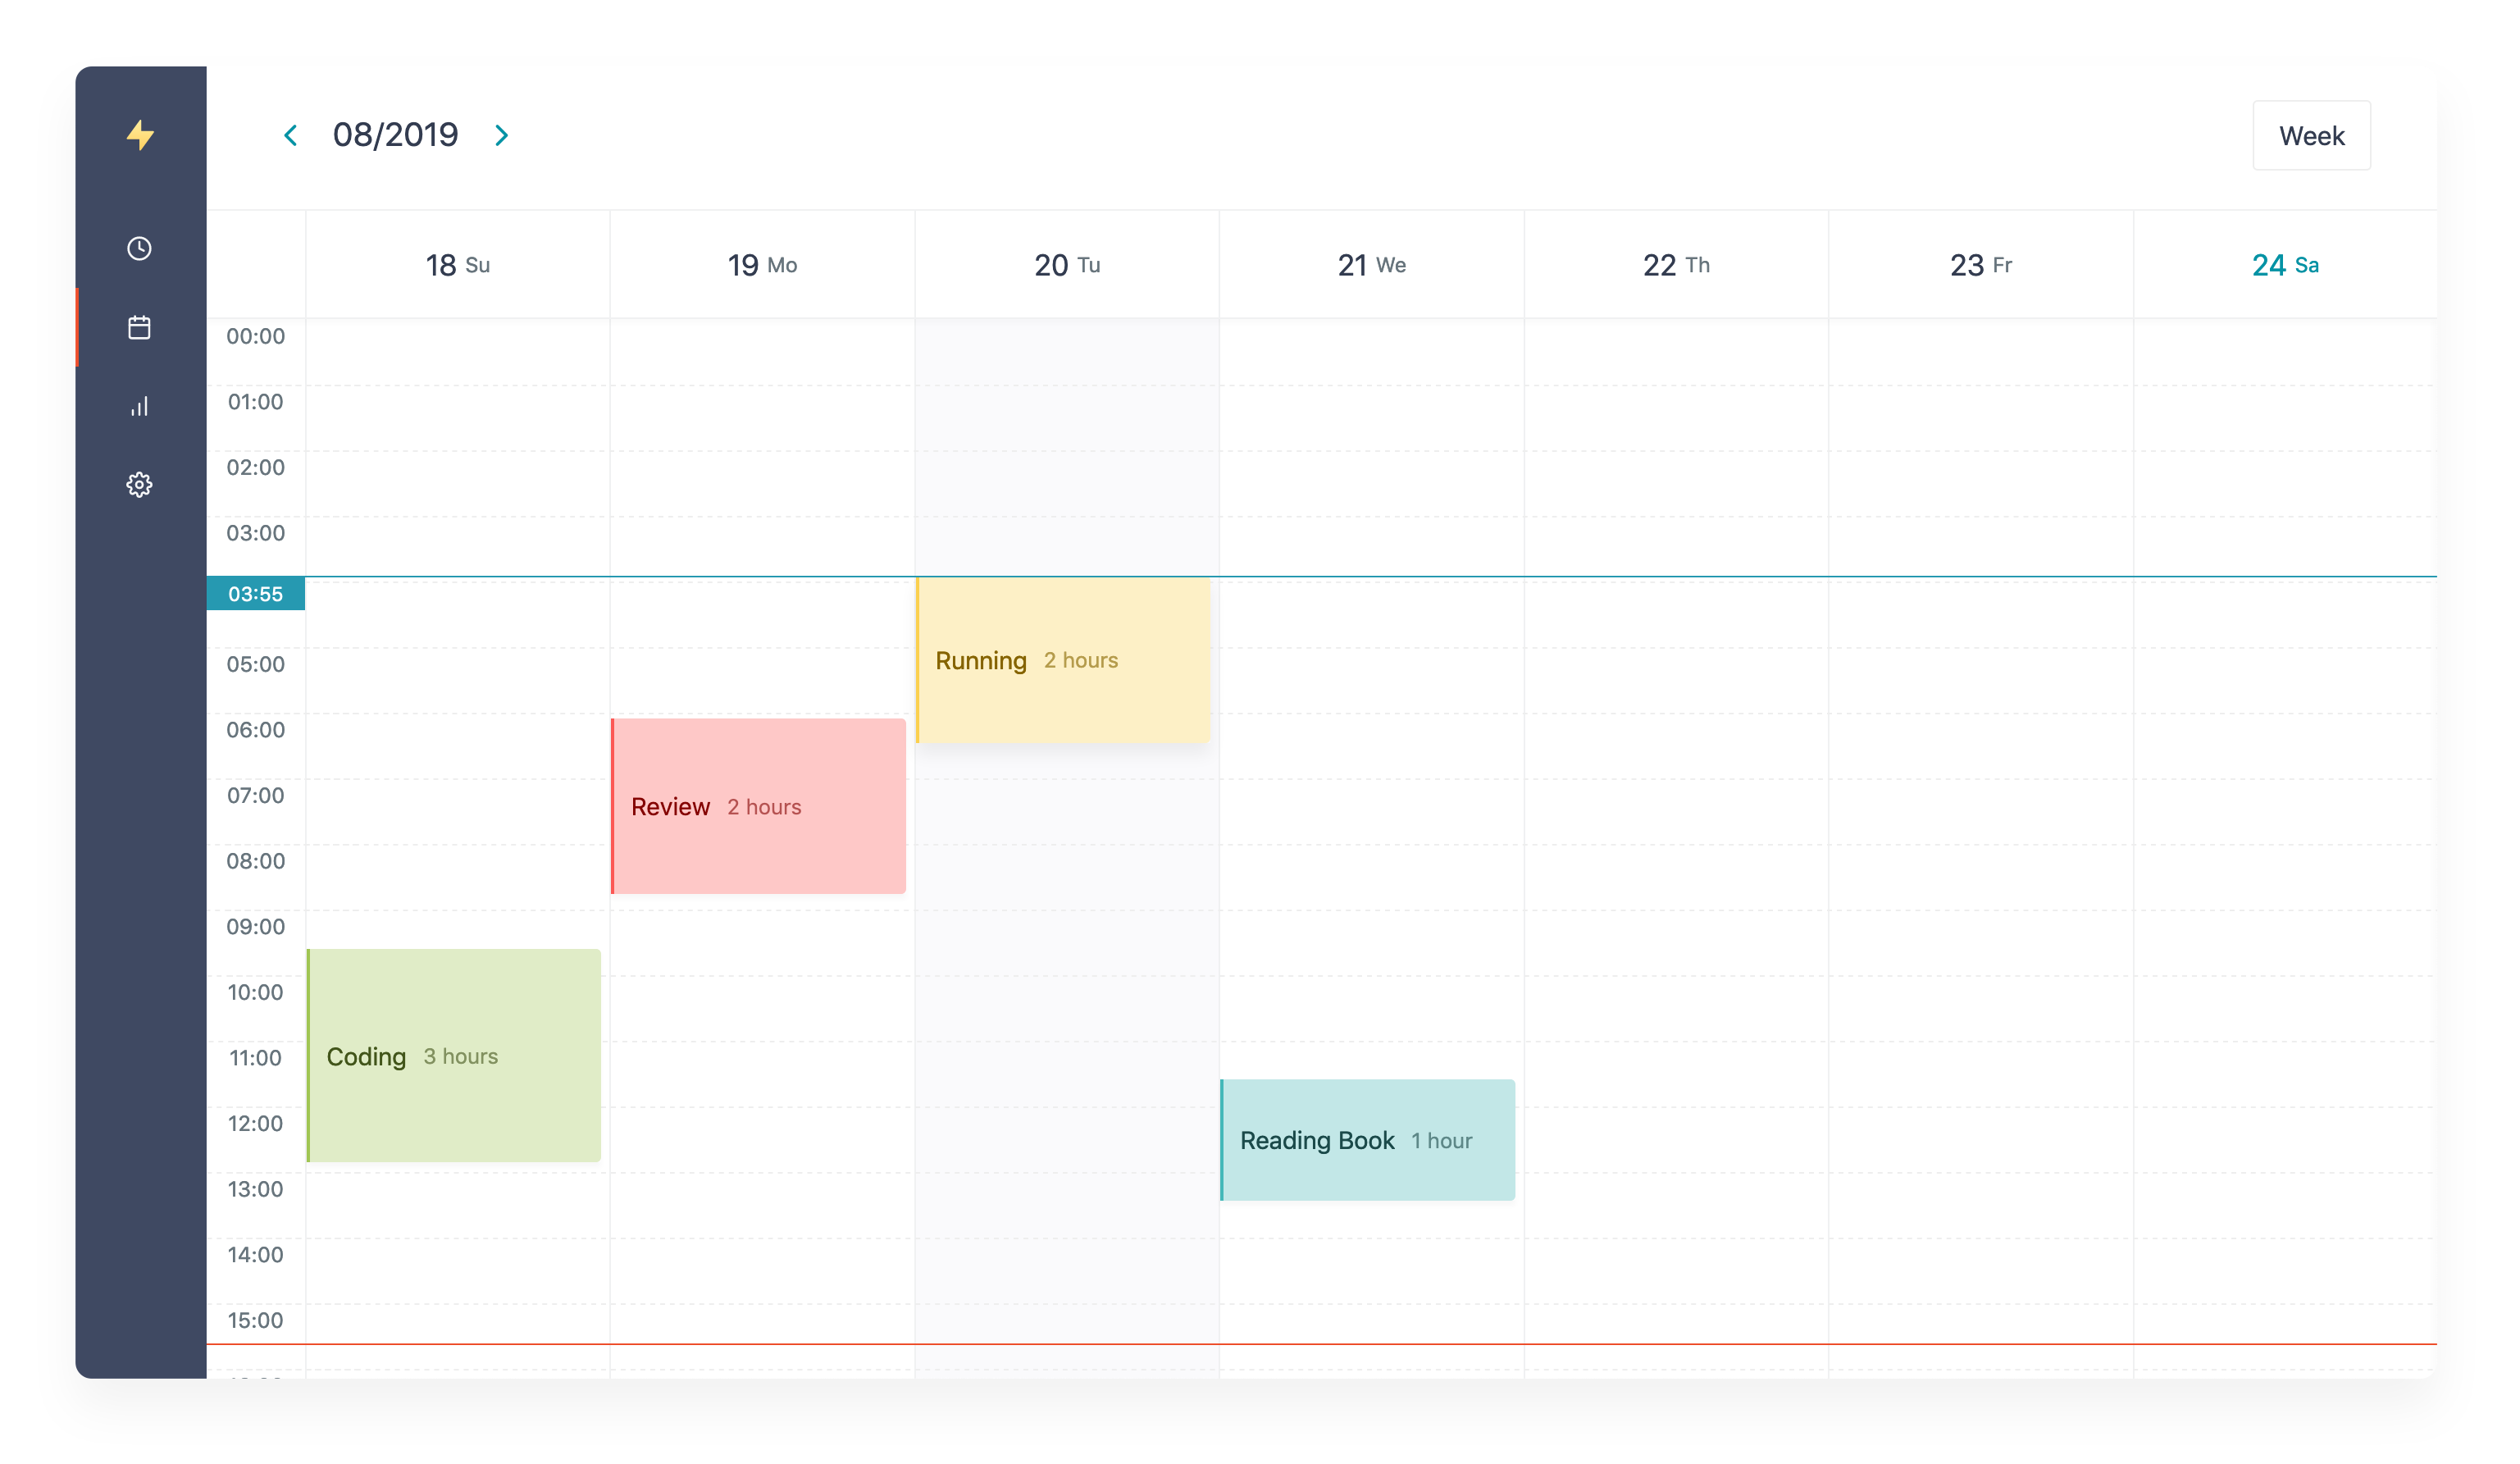 08/2019
Week
18 Su
19 Mo
20 Tu
21 We
22 Th
23 Fr
24 Sa
00:00
01:00
02:00
03:00
03:55
05:00
Running 2 hours
06:00
07:00
Review 2 hours
08:00
09:00
10:00
11:00
Coding 3 hours
12:00
Reading Book 1 hour
13:00
14:00
15:00